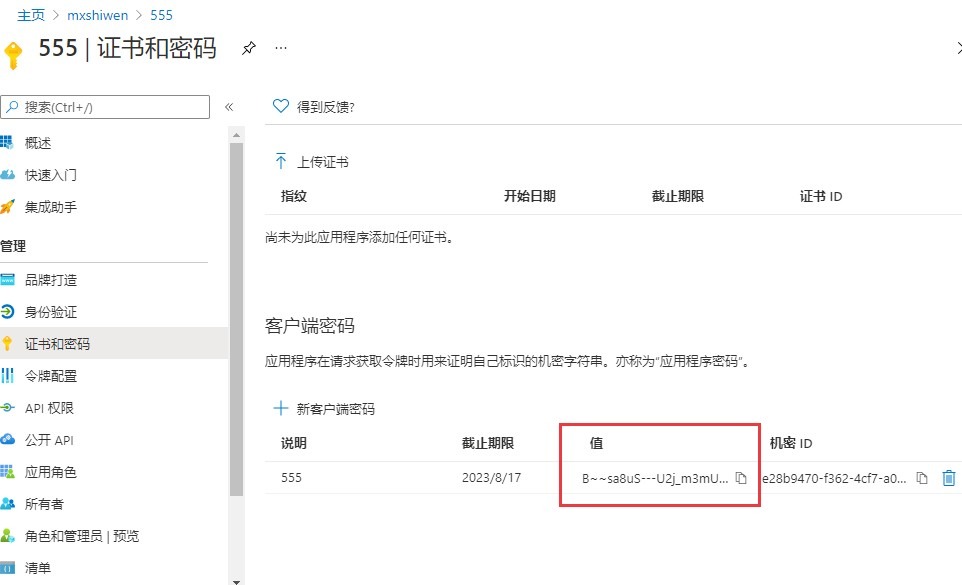 主页 > mxshiwen > 555
555 | 证书和密码
搜索(Ctrl+/)
«
概述
快速入门
集成助手
管理
品牌打造
身份验证
证书和密码
令牌配置
API 权限
公开 API
应用角色
所有者
角色和管理员 | 预览
清单
得到反馈?
上传证书
指纹 开始日期 截止期限 证书 ID
尚未为此应用程序添加任何证书。
客户端密码
应用程序在请求获取令牌时用来证明自己标识的机密字符串。亦称为“应用程序密码”。
新客户端密码
说明 截止期限 值 机密 ID
555 2023/8/17 B~~sa8uS---U2j_m3mU... e28b9470-f362-4cf7-a0...